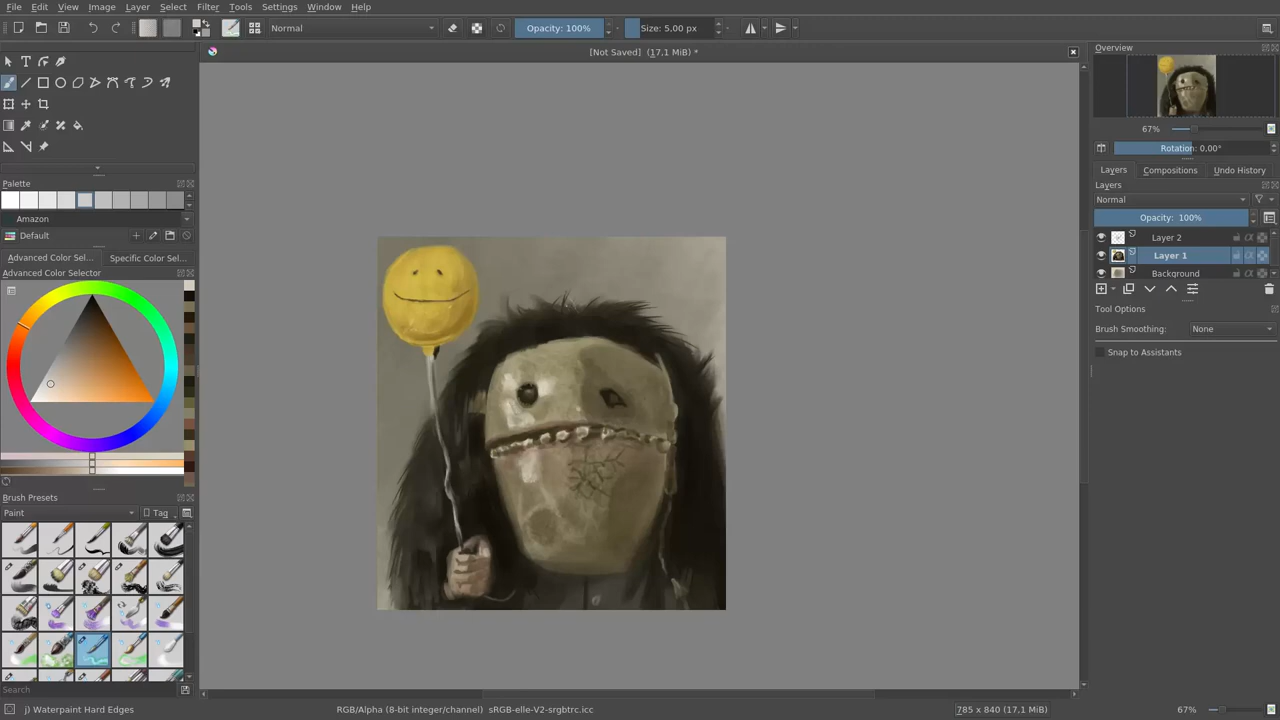 File Edit View Image Layer Select Filter Tools Settings Window Help
Normal Opacity: 100% Size: 5,00 px
[Not Saved] (17,1 MiB) *
Overview
67%
Rotation: 0,00°
Layers Compositions Undo History
Layers
Normal
Opacity: 100%
Layer 2
Layer 1
Background
Tool Options
Brush Smoothing: None
Snap to Assistants
Palette
Amazon
Default
Advanced Color Sel... Specific Color Sel...
Advanced Color Selector
Brush Presets
Paint Tag
Search
j) Waterpaint Hard Edges RGB/Alpha (8-bit integer/channel) sRGB-elle-V2-srgbtrc.icc 785 x 840 (17,1 MiB) 67%